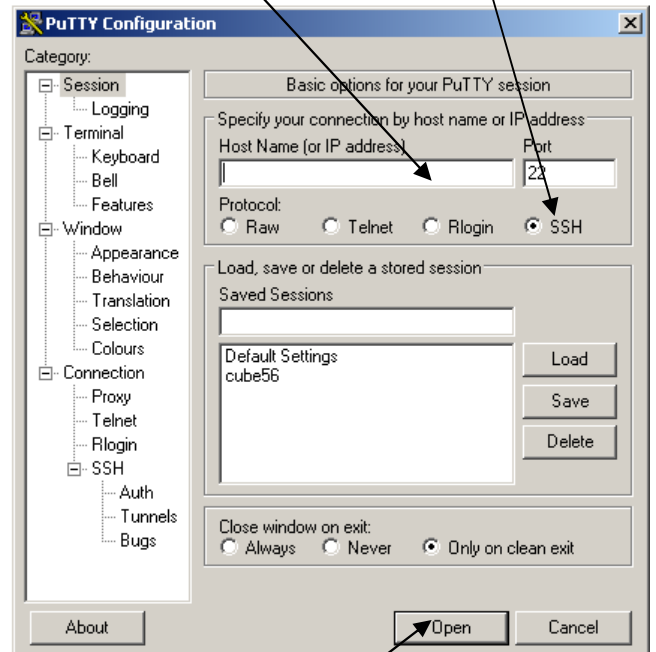 PuTTY Configuration
Category:
Session
Logging
Terminal
Keyboard
Bell
Features
Window
Appearance
Behaviour
Translation
Selection
Colours
Connection
Proxy
Telnet
Rlogin
SSH
Auth
Tunnels
Bugs
Basic options for your PuTTY session
Specify your connection by host name or IP address
Host Name (or IP address) Port
22
Protocol:
Raw Telnet Rlogin SSH
Load, save or delete a stored session
Saved Sessions
Default Settings
cube56
Load
Save
Delete
Close window on exit:
Always Never Only on clean exit
About Open Cancel